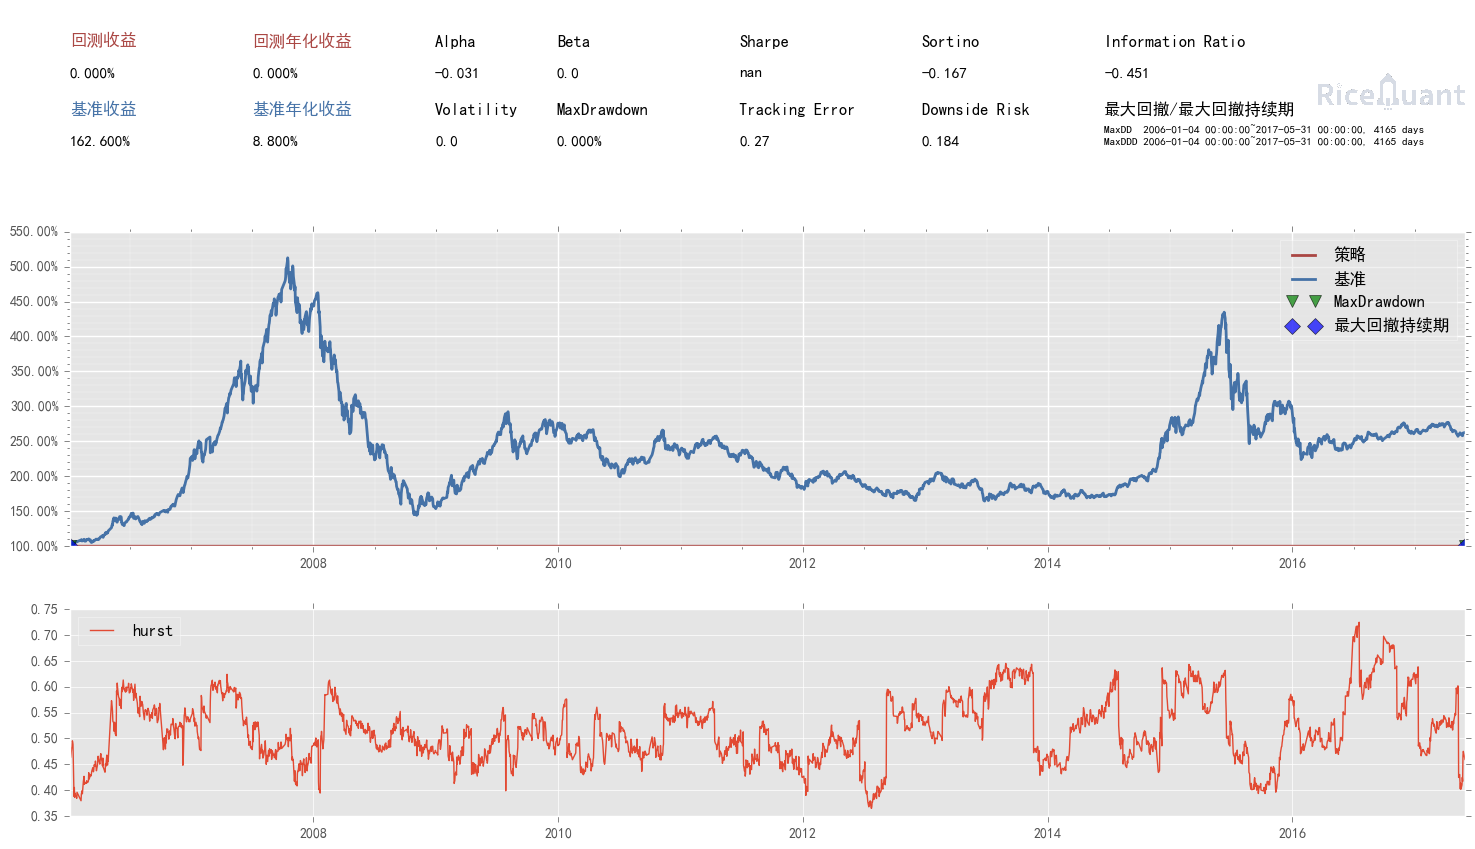 回测收益 回测年化收益 Alpha Beta Sharpe Sortino Information Ratio
0.000% 0.000% -0.031 0.0 nan -0.167 -0.451
RiceQuant
基准收益 基准年化收益 Volatility MaxDrawdown Tracking Error Downside Risk 最大回撤/最大回撤持续期
162.600% 8.800% 0.0 0.000% 0.27 0.184
MaxDD 2006-01-04 00:00:00~2017-05-31 00:00:00, 4165 days
MaxDDD 2006-01-04 00:00:00~2017-05-31 00:00:00, 4165 days
550.00%
500.00%
450.00%
400.00%
350.00%
300.00%
250.00%
200.00%
150.00%
100.00%
策略
基准
MaxDrawdown
最大回撤持续期
2008 2010 2012 2014 2016
0.75
0.70
0.65
0.60
0.55
0.50
0.45
0.40
0.35
hurst
2008 2010 2012 2014 2016